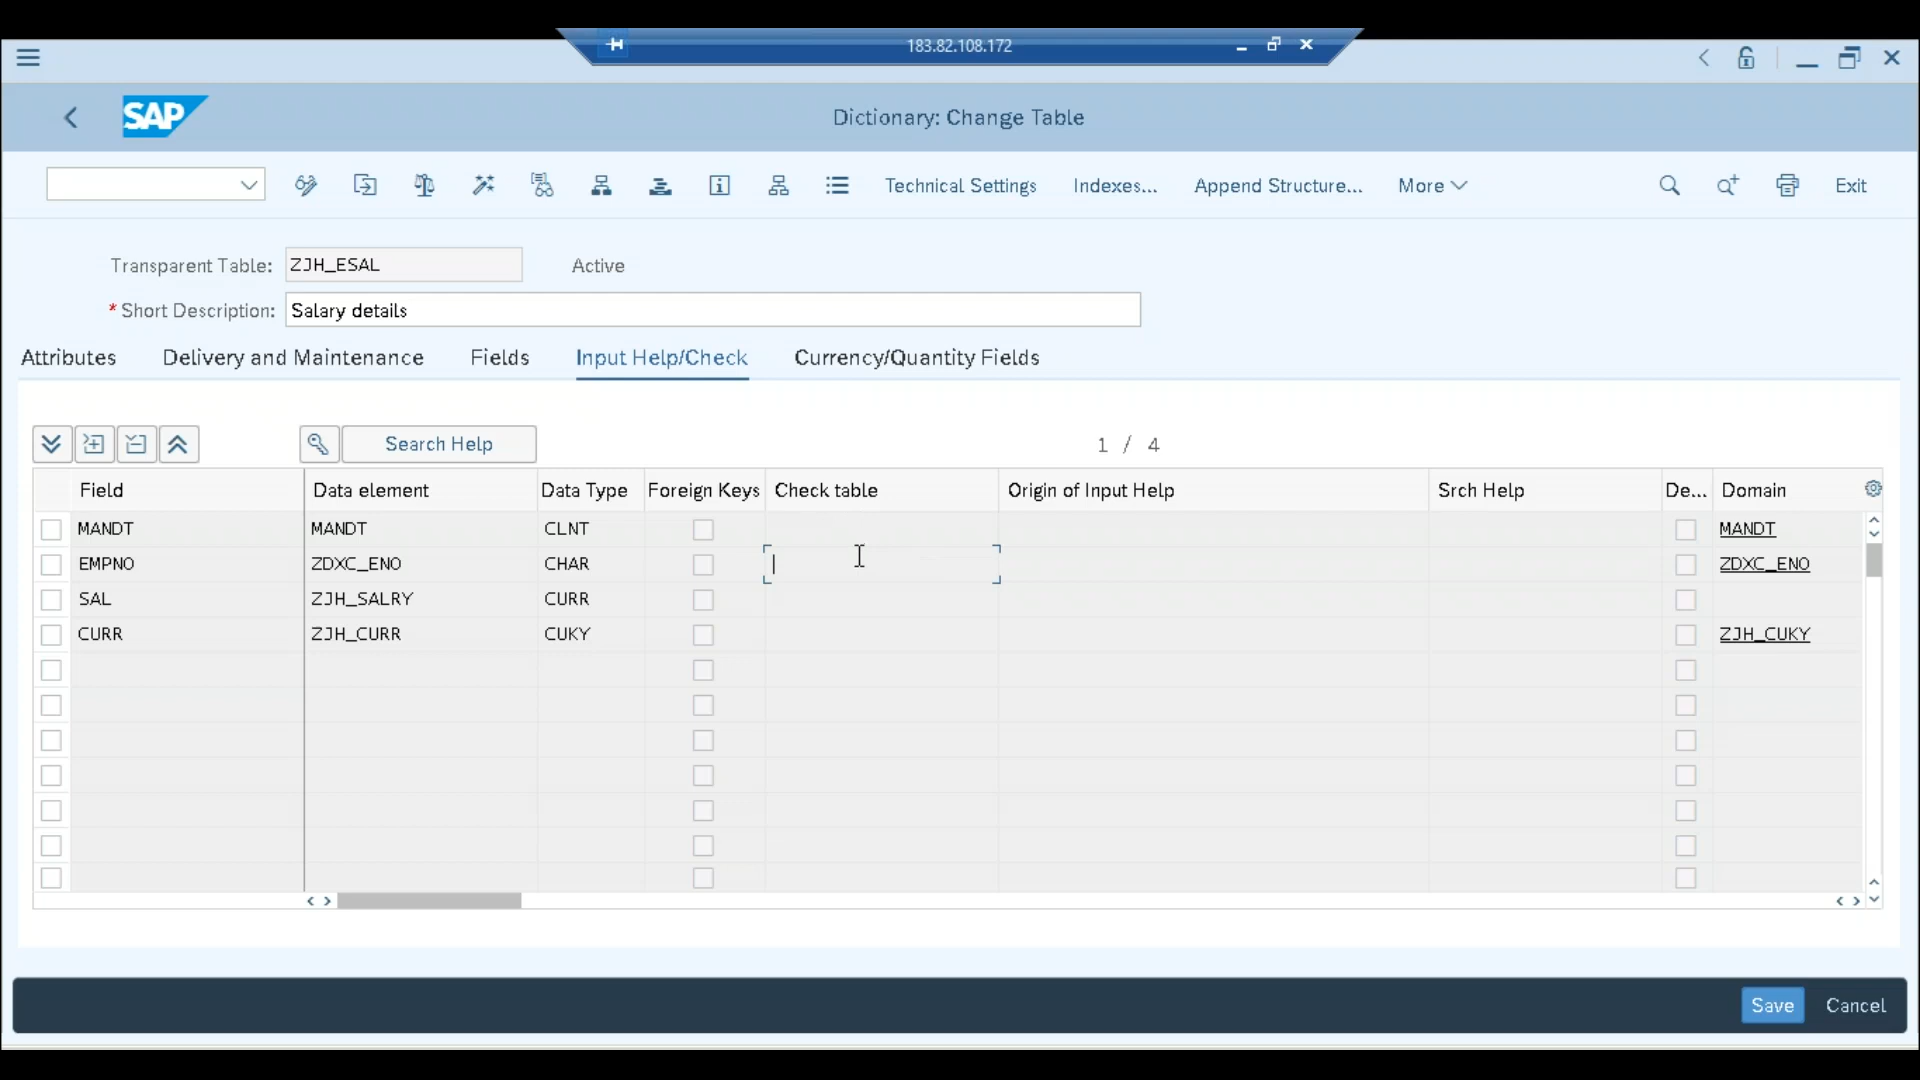 183.82.108.172
SAP
Dictionary: Change Table
Technical Settings Indexes... Append Structure... More Exit
Transparent Table: ZJH_ESAL Active
* Short Description: Salary details
Attributes Delivery and Maintenance Fields Input Help/Check Currency/Quantity Fields
Search Help 1 / 4
Field Data element Data Type Foreign Keys Check table Origin of Input Help Srch Help De... Domain
MANDT MANDT CLNT MANDT
EMPNO ZDXC_ENO CHAR ZDXC_ENO
SAL ZJH_SALRY CURR
CURR ZJH_CURR CUKY ZJH_CUKY
Save Cancel